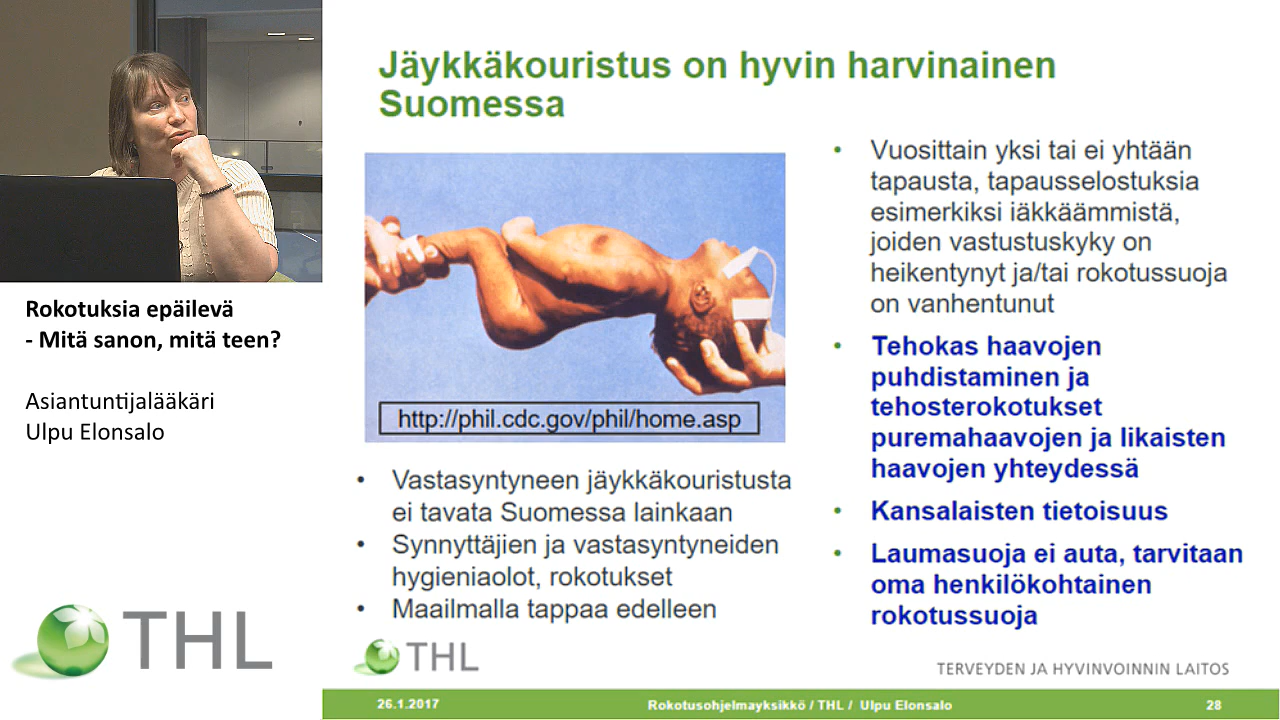 Rokotuksia epäilevä
- Mitä sanon, mitä teen?
Asiantuntijalääkäri
Ulpu Elonsalo
THL
Jäykkäkouristus on hyvin harvinainen
Suomessa
http://phil.cdc.gov/phil/home.asp
• Vastasyntyneen jäykkäkouristusta
ei tavata Suomessa lainkaan
• Synnyttäjien ja vastasyntyneiden
hygieniaolot, rokotukset
• Maailmalla tappaa edelleen
• Vuosittain yksi tai ei yhtään
tapausta, tapausselostuksia
esimerkiksi iäkkäämmistä,
joiden vastustuskyky on
heikentynyt ja/tai rokotussuoja
on vanhentunut
• Tehokas haavojen
puhdistaminen ja
tehosterokotukset
puremahaavojen ja likaisten
haavojen yhteydessä
• Kansalaisten tietoisuus
• Laumasuoja ei auta, tarvitaan
oma henkilökohtainen
rokotussuoja
THL
TERVEYDEN JA HYVINVOINNIN LAITOS
26.1.2017 Rokotusohjelmayksikkö / THL / Ulpu Elonsalo 28